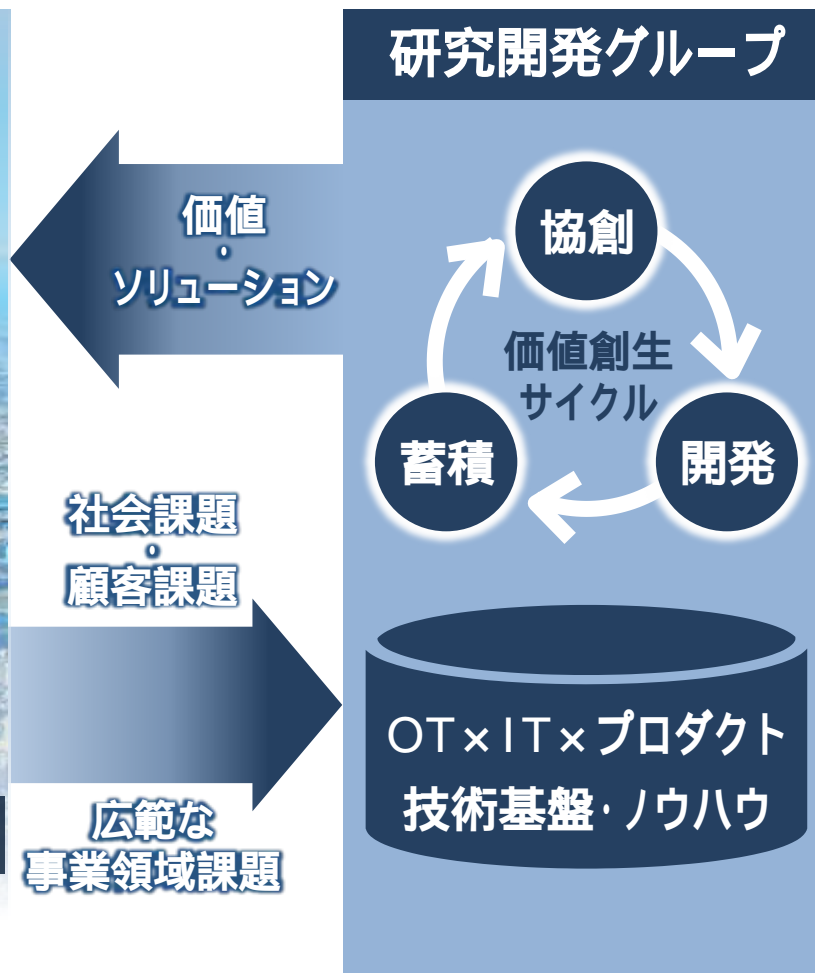 研究開発グループ
価値
・
ソリューション
協創
価値創生
サイクル
蓄積
開発
社会課題
・
顧客課題
広範な
事業領域課題
OT×IT×プロダクト
技術基盤・ノウハウ